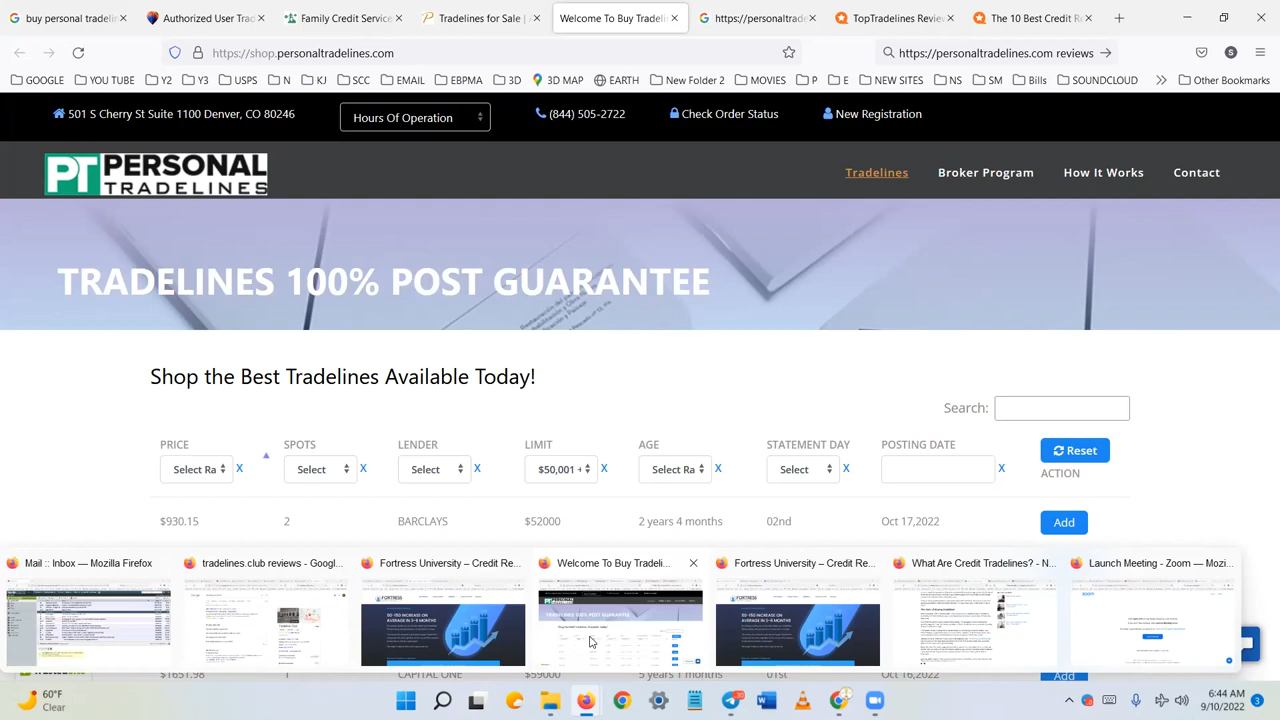 buy personal tradeli
Authorized User Trad
Family Credit Service
Tradelines for Sale | A
Welcome To Buy Tradelin
https://personaltrade
TopTradelines Review
The 10 Best Credit Re
https://shop.personaltradelines.com
https://personaltradelines.com reviews
GOOGLE YOU TUBE Y2 Y3 USPS N KJ SCC EMAIL EBPMA 3D 3D MAP EARTH New Folder 2 MOVIES P E NEW SITES NS SM Bills SOUNDCLOUD Other Bookmarks
501 S Cherry St Suite 1100 Denver, CO 80246
Hours Of Operation
(844) 505-2722
Check Order Status
New Registration
PT PERSONAL
TRADELINES
Tradelines Broker Program How It Works Contact
TRADELINES 100% POST GUARANTEE
Shop the Best Tradelines Available Today!
Search:
PRICE SPOTS LENDER LIMIT AGE STATEMENT DAY POSTING DATE
Reset
Select Ra X Select X Select X $50,001 + X Select Ra X Select X X
ACTION
$930.15 2 BARCLAYS $52000 2 years 4 months 02nd Oct 17,2022 Add
Mail :: Inbox — Mozilla Firefox
tradelines.club reviews - Googl...
Fortress University – Credit Re...
Welcome To Buy Tradeli...
Fortress University – Credit Re...
What Are Credit Tradelines? - N...
Launch Meeting - Zoom — Mozi...
60°F
Clear
6:44 AM
9/10/2022
3